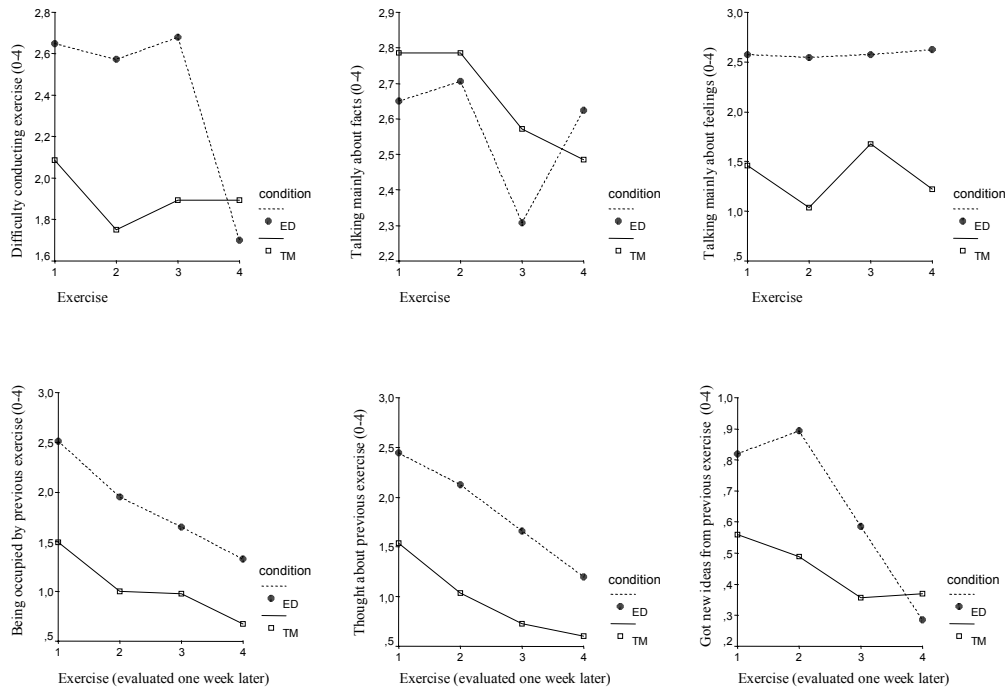 Difficulty conducting exercise (0-4)
2,8
2,6
2,4
2,2
2,0
1,8
1,6
1
2
3
4
Exercise
condition
ED
TM
Talking mainly about facts (0-4)
2,9
2,8
2,7
2,6
2,5
2,4
2,3
2,2
1
2
3
4
Exercise
condition
ED
TM
Talking mainly about feelings (0-4)
3,0
2,5
2,0
1,5
1,0
,5
1
2
3
4
Exercise
condition
ED
TM
Being occupied by previous exercise (0-4)
3,0
2,5
2,0
1,5
1,0
,5
1
2
3
4
Exercise (evaluated one week later)
condition
ED
TM
Thought about previous exercise (0-4)
3,0
2,5
2,0
1,5
1,0
,5
1
2
3
4
Exercise (evaluated one week later)
condition
ED
TM
Got new ideas from previous exercise (0-4)
1,0
,9
,8
,7
,6
,5
,4
,3
,2
1
2
3
4
Exercise (evaluated one week later)
condition
ED
TM